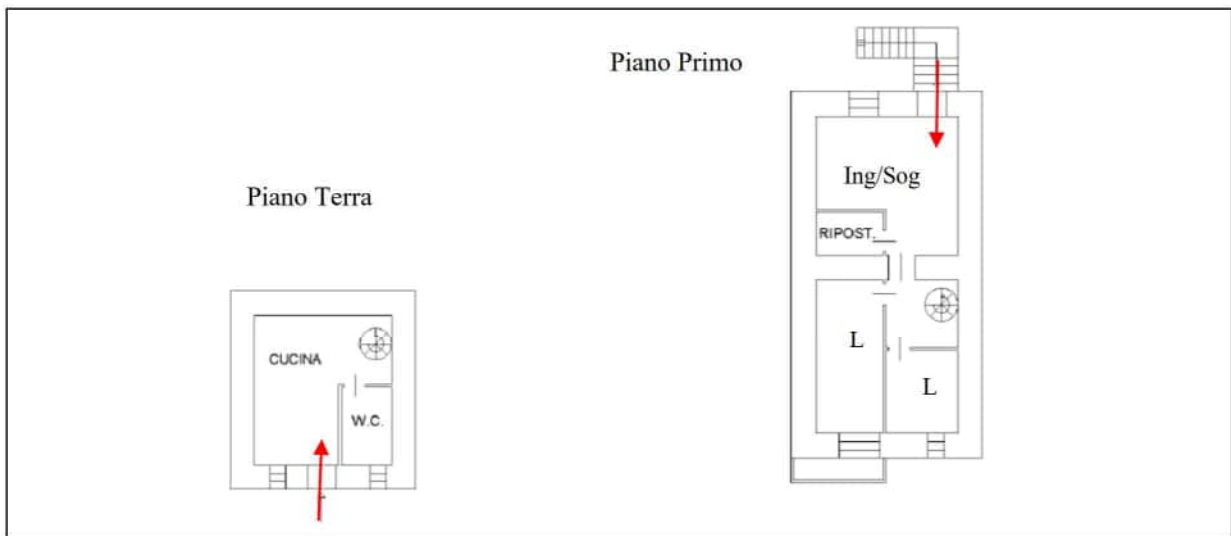 Piano Primo
Piano Terra
Ing/Sog
RIPOST.
CUCINA
W.C.
L
L